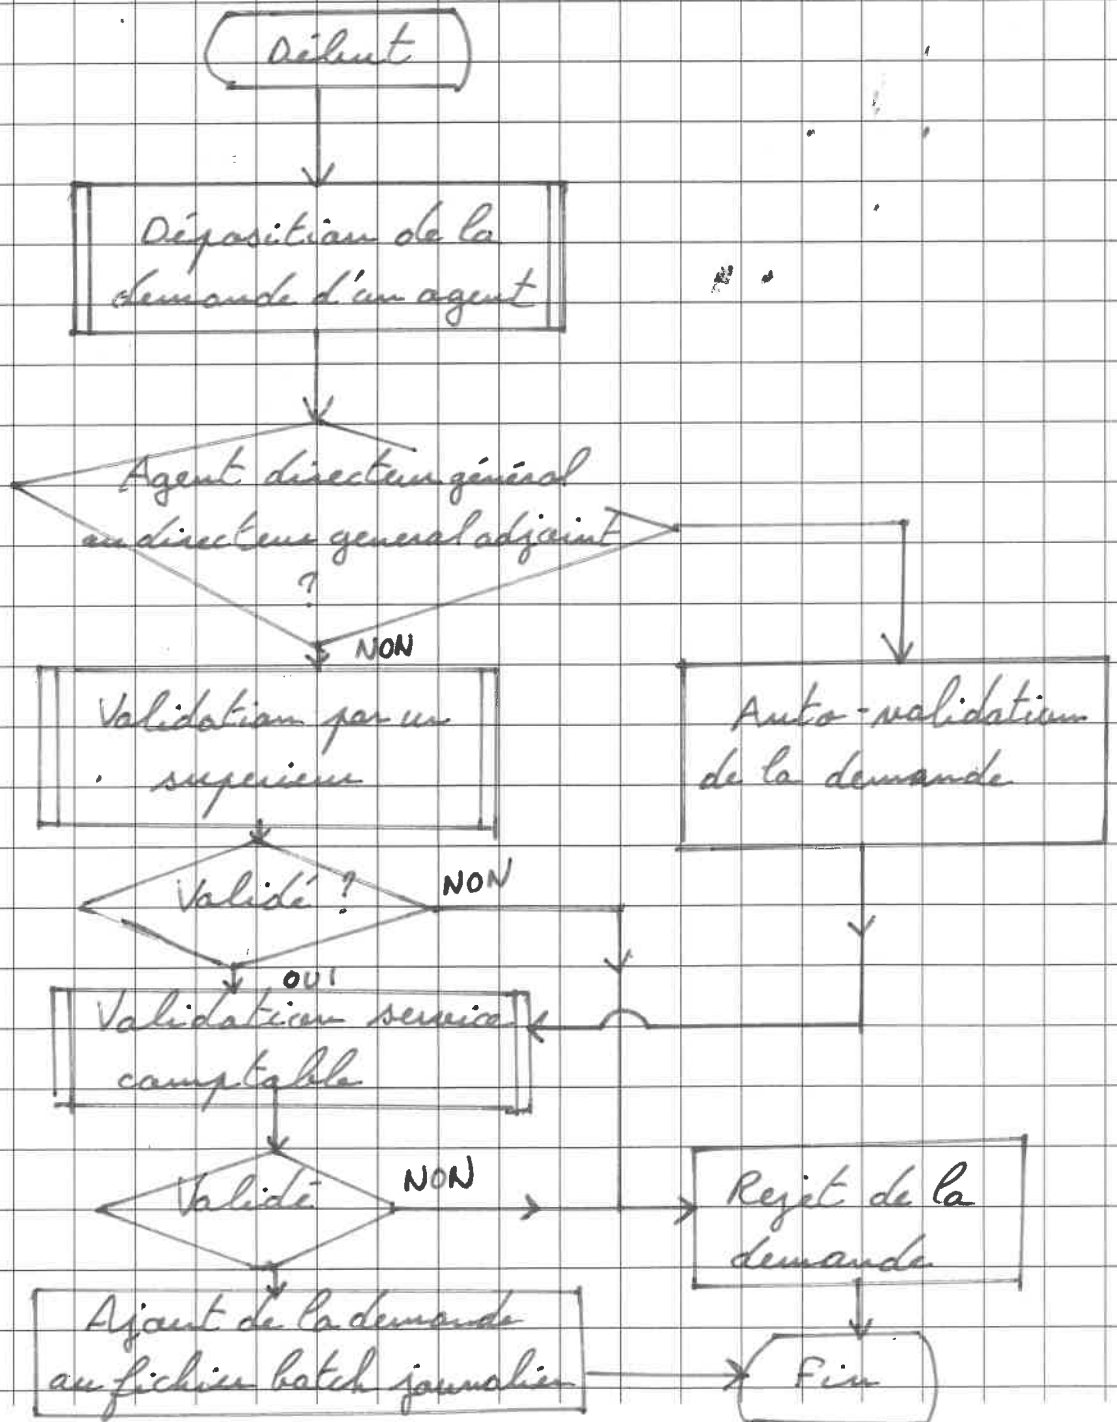 Début
Déposition de la
demande d'un agent
Agent directeur général
ou directeur general adjoint
?
NON
Validation par un
superieur
Auto-validation
de la demande
Validé ?
NON
OUI
Validation service
comptable
Validé
NON
Rejet de la
demande
Ajout de la demande
au fichier batch journalier
Fin